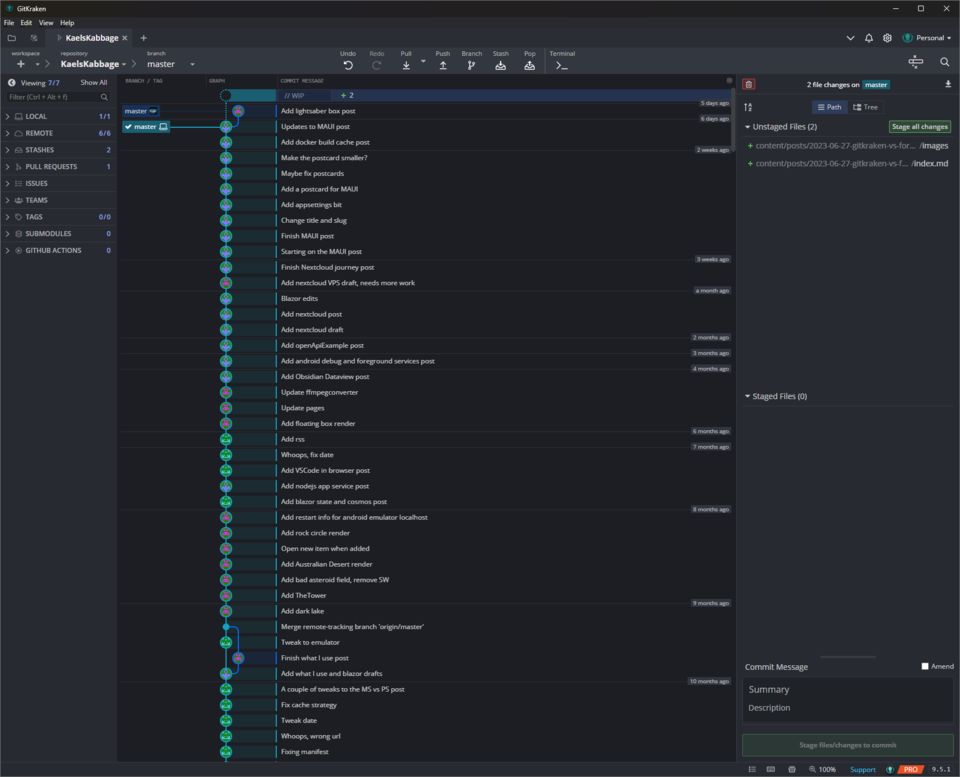 GitKraken
File Edit View Help
KaelsKabbage
Personal
workspace
repository
KaelsKabbage
branch
master
Undo
Redo
Pull
Push
Branch
Stash
Pop
Terminal
Viewing 7/7 Show All
Filter (Ctrl + Alt + f)
LOCAL 1/1
REMOTE 6/6
STASHES 2
PULL REQUESTS 1
ISSUES
TEAMS
TAGS 0/0
SUBMODULES 0
GITHUB ACTIONS 0
BRANCH / TAG GRAPH COMMIT MESSAGE
// WIP + 2
5 days ago
master Add lightsaber box post
6 days ago
master Updates to MAUI post
Add docker build cache post
2 weeks ago
Make the postcard smaller?
Maybe fix postcards
Add a postcard for MAUI
Add appsettings bit
Change title and slug
Finish MAUI post
Starting on the MAUI post
3 weeks ago
Finish Nextcloud journey post
Add nextcloud VPS draft, needs more work
a month ago
Blazor edits
Add nextcloud post
Add nextcloud draft
2 months ago
Add openApiExample post
3 months ago
Add android debug and foreground services post
4 months ago
Add Obsidian Dataview post
Update ffmpegconverter
Update pages
Add floating box render
6 months ago
Add rss
7 months ago
Whoops, fix date
Add VSCode in browser post
Add nodejs app service post
Add blazor state and cosmos post
8 months ago
Add restart info for android emulator localhost
Add rock circle render
Open new item when added
Add Australian Desert render
Add bad asteroid field, remove SW
Add TheTower
9 months ago
Add dark lake
Merge remote-tracking branch 'origin/master'
Tweak to emulator
Finish what I use post
Add what I use and blazor drafts
10 months ago
A couple of tweaks to the MS vs PS post
Fix cache strategy
Tweak date
Whoops, wrong url
Fixing manifest
2 file changes on master
Path Tree
Unstaged Files (2) Stage all changes
+ content/posts/2023-06-27-gitkraken-vs-for... /images
+ content/posts/2023-06-27-gitkraken-vs-f... /index.md
Staged Files (0)
Commit Message Amend
Summary
Description
Stage files/changes to commit
100% Support PRO 9.5.1